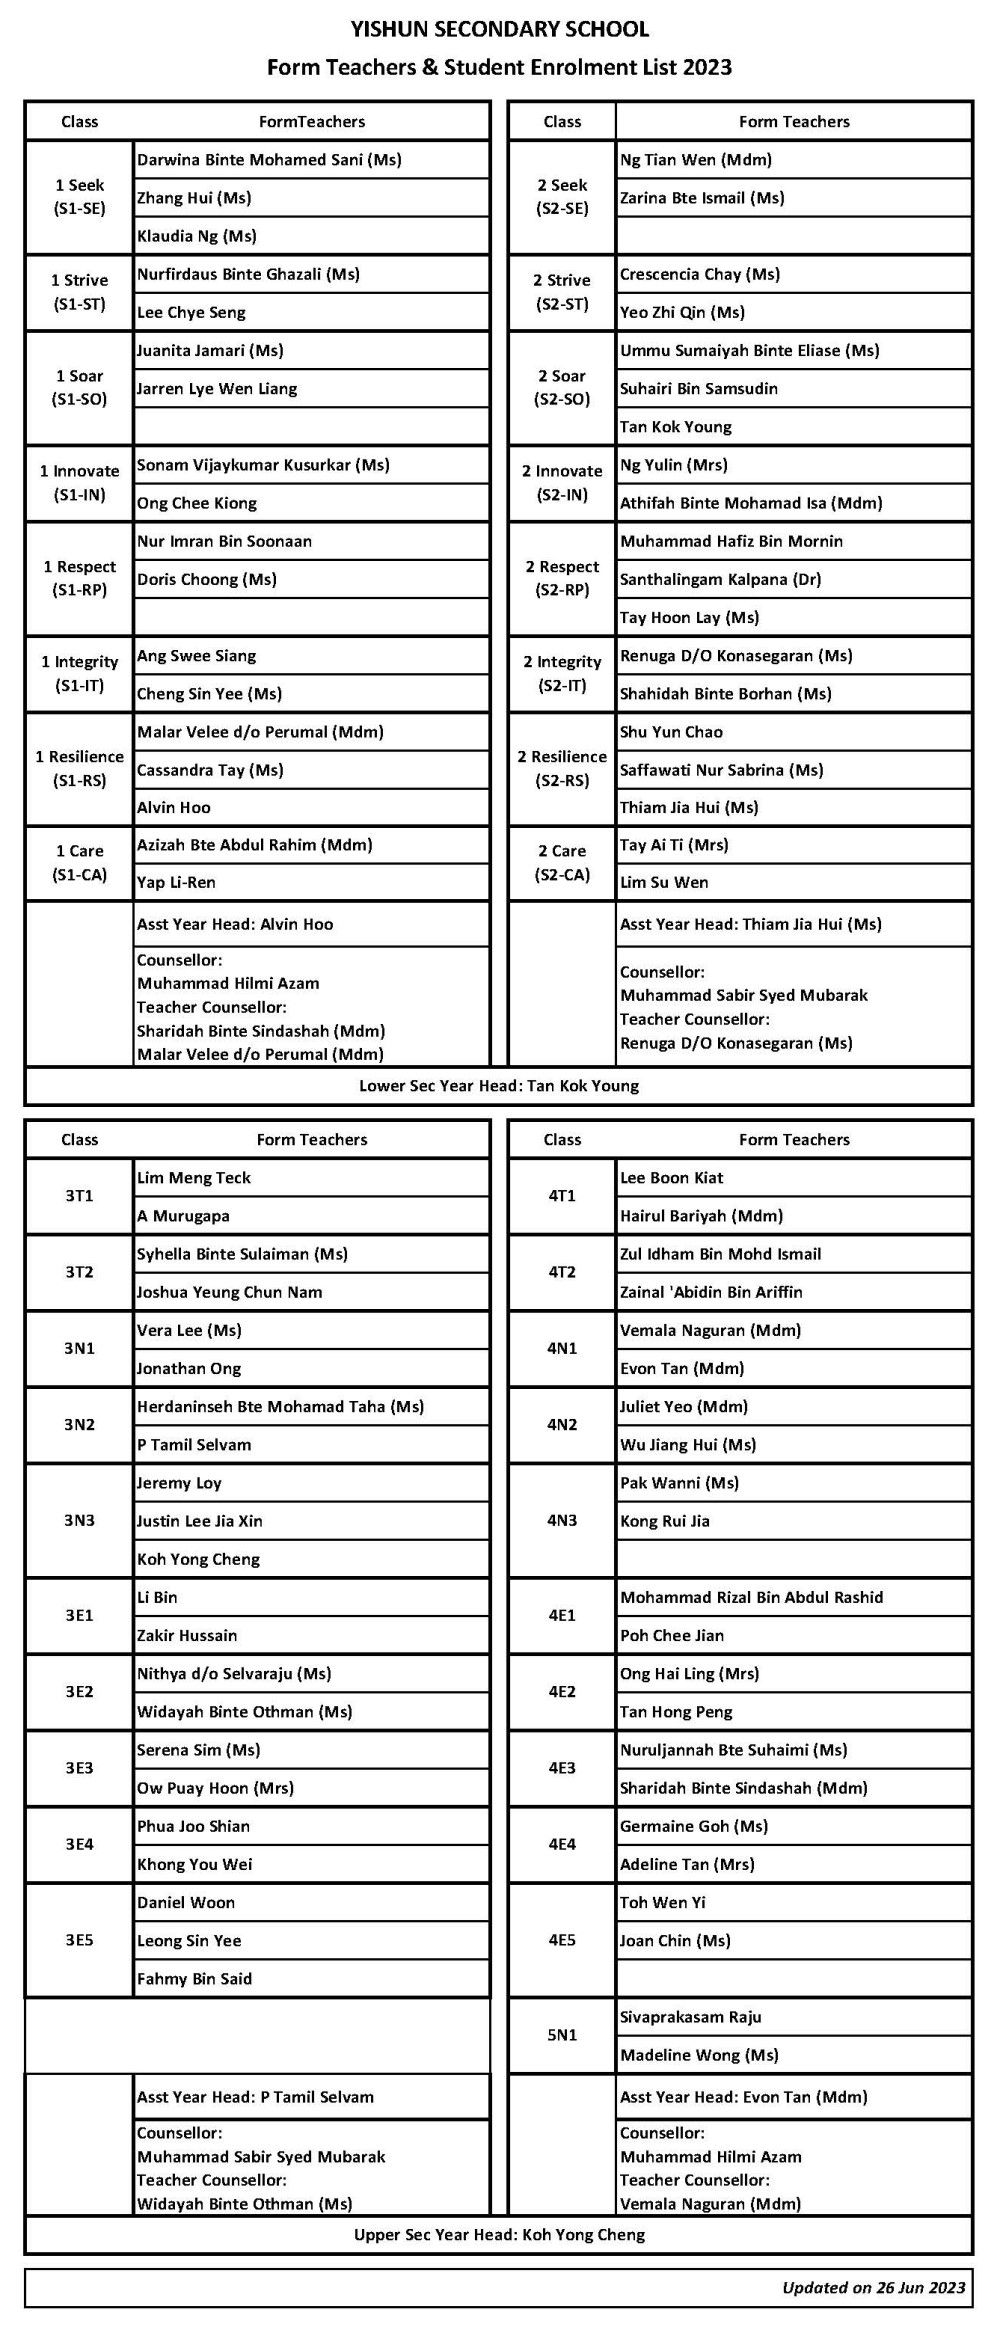 YISHUN SECONDARY SCHOOL
Form Teachers & Student Enrolment List 2023
Class FormTeachers
1 Seek
(S1-SE)
Darwina Binte Mohamed Sani (Ms)
Zhang Hui (Ms)
Klaudia Ng (Ms)
1 Strive
(S1-ST)
Nurfirdaus Binte Ghazali (Ms)
Lee Chye Seng
1 Soar
(S1-SO)
Juanita Jamari (Ms)
Jarren Lye Wen Liang
1 Innovate
(S1-IN)
Sonam Vijaykumar Kusurkar (Ms)
Ong Chee Kiong
1 Respect
(S1-RP)
Nur Imran Bin Soonaan
Doris Choong (Ms)
1 Integrity
(S1-IT)
Ang Swee Siang
Cheng Sin Yee (Ms)
1 Resilience
(S1-RS)
Malar Velee d/o Perumal (Mdm)
Cassandra Tay (Ms)
Alvin Hoo
1 Care
(S1-CA)
Azizah Bte Abdul Rahim (Mdm)
Yap Li-Ren
Asst Year Head: Alvin Hoo
Counsellor:
Muhammad Hilmi Azam
Teacher Counsellor:
Sharidah Binte Sindashah (Mdm)
Malar Velee d/o Perumal (Mdm)
Class Form Teachers
2 Seek
(S2-SE)
Ng Tian Wen (Mdm)
Zarina Bte Ismail (Ms)
2 Strive
(S2-ST)
Crescencia Chay (Ms)
Yeo Zhi Qin (Ms)
2 Soar
(S2-SO)
Ummu Sumaiyah Binte Eliase (Ms)
Suhairi Bin Samsudin
Tan Kok Young
2 Innovate
(S2-IN)
Ng Yulin (Mrs)
Athifah Binte Mohamad Isa (Mdm)
2 Respect
(S2-RP)
Muhammad Hafiz Bin Mornin
Santhalingam Kalpana (Dr)
Tay Hoon Lay (Ms)
2 Integrity
(S2-IT)
Renuga D/O Konasegaran (Ms)
Shahidah Binte Borhan (Ms)
2 Resilience
(S2-RS)
Shu Yun Chao
Saffawati Nur Sabrina (Ms)
Thiam Jia Hui (Ms)
2 Care
(S2-CA)
Tay Ai Ti (Mrs)
Lim Su Wen
Asst Year Head: Thiam Jia Hui (Ms)
Counsellor:
Muhammad Sabir Syed Mubarak
Teacher Counsellor:
Renuga D/O Konasegaran (Ms)
Lower Sec Year Head: Tan Kok Young
Class Form Teachers
3T1
Lim Meng Teck
A Murugapa
3T2
Syhella Binte Sulaiman (Ms)
Joshua Yeung Chun Nam
3N1
Vera Lee (Ms)
Jonathan Ong
3N2
Herdaninseh Bte Mohamad Taha (Ms)
P Tamil Selvam
3N3
Jeremy Loy
Justin Lee Jia Xin
Koh Yong Cheng
3E1
Li Bin
Zakir Hussain
3E2
Nithya d/o Selvaraju (Ms)
Widayah Binte Othman (Ms)
3E3
Serena Sim (Ms)
Ow Puay Hoon (Mrs)
3E4
Phua Joo Shian
Khong You Wei
3E5
Daniel Woon
Leong Sin Yee
Fahmy Bin Said
Asst Year Head: P Tamil Selvam
Counsellor:
Muhammad Sabir Syed Mubarak
Teacher Counsellor:
Widayah Binte Othman (Ms)
Class Form Teachers
4T1
Lee Boon Kiat
Hairul Bariyah (Mdm)
4T2
Zul Idham Bin Mohd Ismail
Zainal 'Abidin Bin Ariffin
4N1
Vemala Naguran (Mdm)
Evon Tan (Mdm)
4N2
Juliet Yeo (Mdm)
Wu Jiang Hui (Ms)
4N3
Pak Wanni (Ms)
Kong Rui Jia
4E1
Mohammad Rizal Bin Abdul Rashid
Poh Chee Jian
4E2
Ong Hai Ling (Mrs)
Tan Hong Peng
4E3
Nuruljannah Bte Suhaimi (Ms)
Sharidah Binte Sindashah (Mdm)
4E4
Germaine Goh (Ms)
Adeline Tan (Mrs)
4E5
Toh Wen Yi
Joan Chin (Ms)
5N1
Sivaprakasam Raju
Madeline Wong (Ms)
Asst Year Head: Evon Tan (Mdm)
Counsellor:
Muhammad Hilmi Azam
Teacher Counsellor:
Vemala Naguran (Mdm)
Upper Sec Year Head: Koh Yong Cheng
Updated on 26 Jun 2023